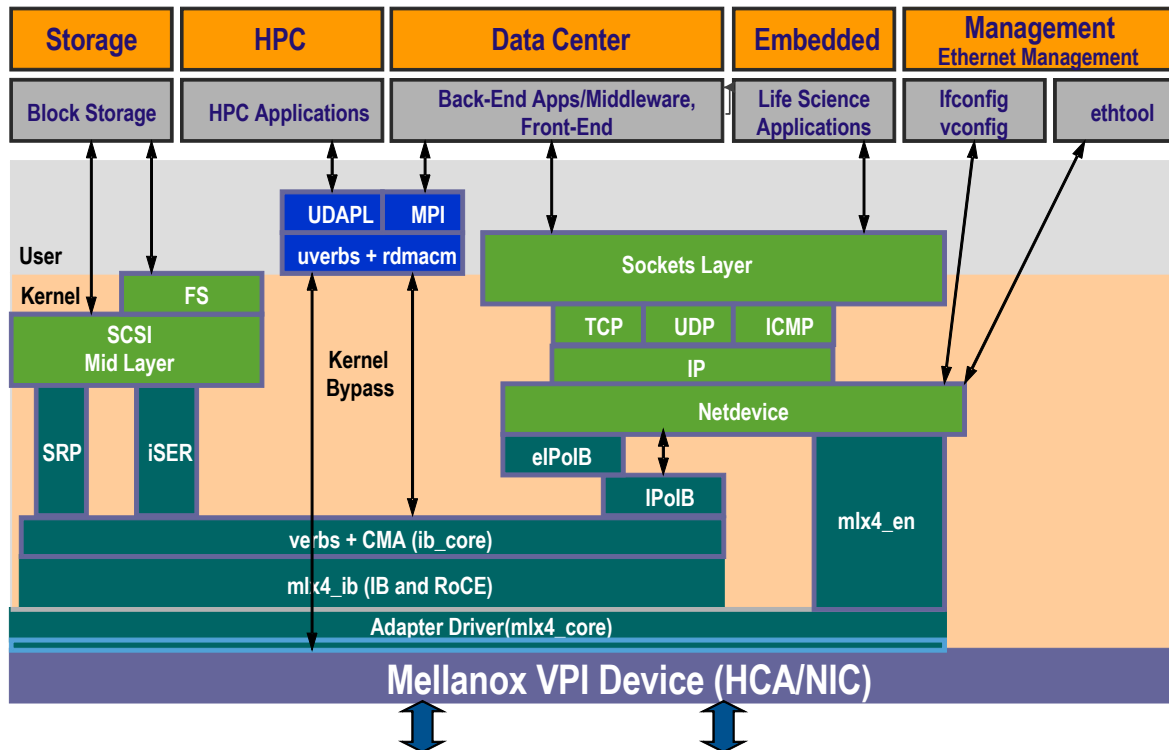 Storage
HPC
Data Center
Embedded
Management
Ethernet Management
Block Storage
HPC Applications
Back-End Apps/Middleware,
Front-End
Life Science
Applications
Ifconfig
vconfig
ethtool
UDAPL
MPI
uverbs + rdmacm
User
Sockets Layer
Kernel
FS
TCP
UDP
ICMP
SCSI
Mid Layer
Kernel
Bypass
IP
Netdevice
SRP
iSER
eIPoIB
IPoIB
mlx4_en
verbs + CMA (ib_core)
mlx4_ib (IB and RoCE)
Adapter Driver(mlx4_core)
Mellanox VPI Device (HCA/NIC)